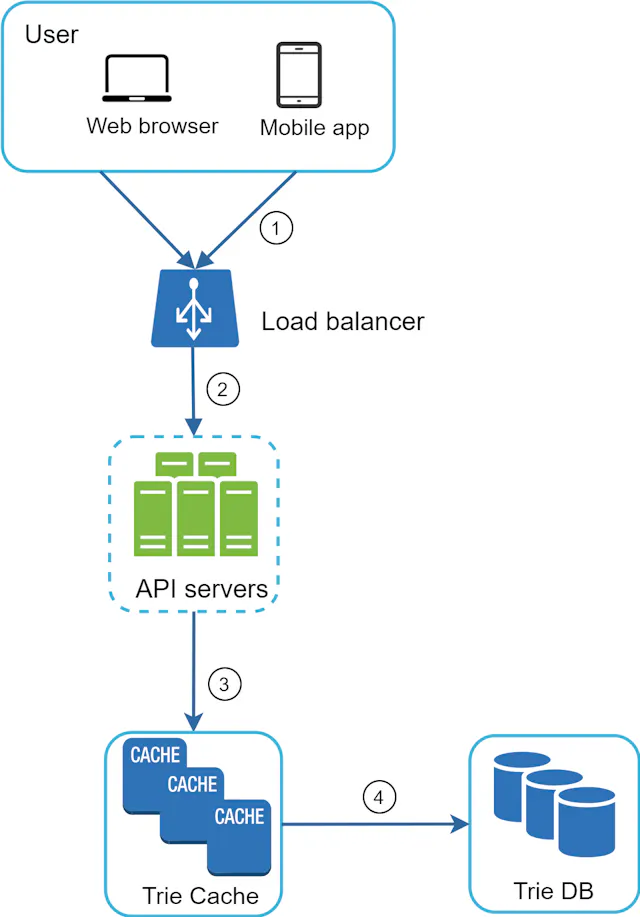 User
Web browser
Mobile app
1
Load balancer
2
API servers
3
CACHE
CACHE
CACHE
4
Trie Cache
Trie DB